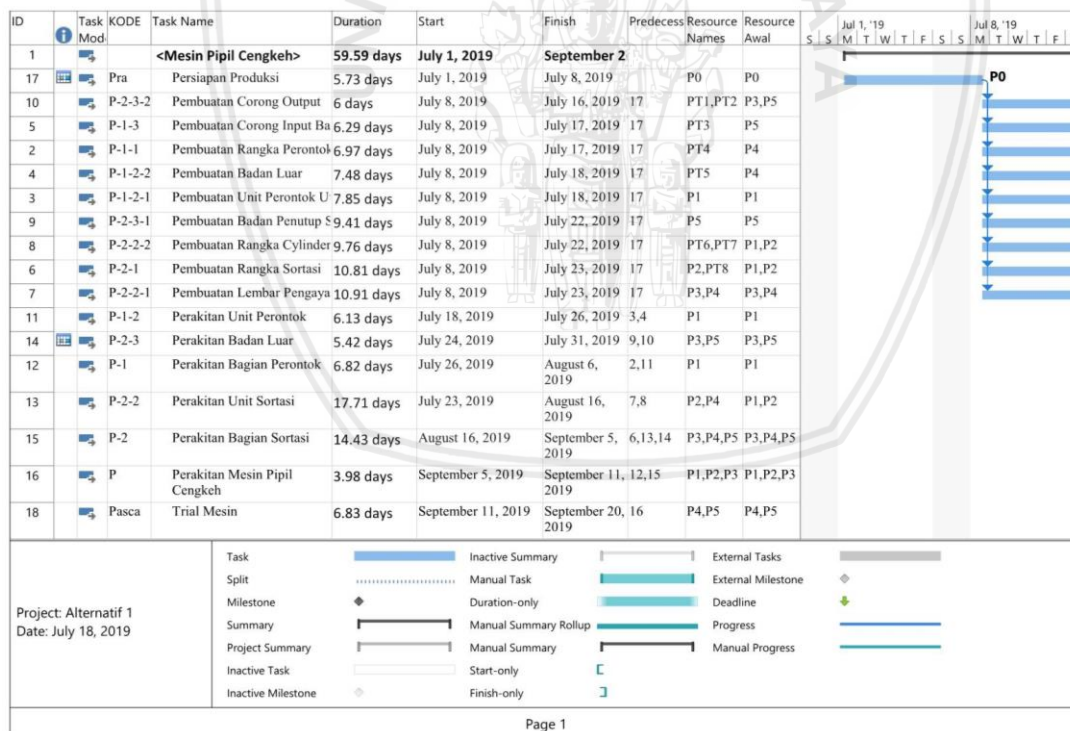 ID Task Mod KODE Task Name Duration Start Finish Predecess Resource Names Resource Awal Jul 1, '19 Jul 8, '19
S S M T W T F S S M T W T F
1 <Mesin Pipil Cengkeh> 59.59 days July 1, 2019 September 2
17 Pra Persiapan Produksi 5.73 days July 1, 2019 July 8, 2019 P0 P0 P0
10 P-2-3-2 Pembuatan Corong Output 6 days July 8, 2019 July 16, 2019 17 PT1,PT2 P3,P5
5 P-1-3 Pembuatan Corong Input Ba 6.29 days July 8, 2019 July 17, 2019 17 PT3 P5
2 P-1-1 Pembuatan Rangka Perontok 6.97 days July 8, 2019 July 17, 2019 17 PT4 P4
4 P-1-2-2 Pembuatan Badan Luar 7.48 days July 8, 2019 July 18, 2019 17 PT5 P4
3 P-1-2-1 Pembuatan Unit Perontok U 7.85 days July 8, 2019 July 18, 2019 17 P1 P1
9 P-2-3-1 Pembuatan Badan Penutup S 9.41 days July 8, 2019 July 22, 2019 17 P5 P5
8 P-2-2-2 Pembuatan Rangka Cylinder 9.76 days July 8, 2019 July 22, 2019 17 PT6,PT7 P1,P2
6 P-2-1 Pembuatan Rangka Sortasi 10.81 days July 8, 2019 July 23, 2019 17 P2,PT8 P1,P2
7 P-2-2-1 Pembuatan Lembar Pengaya 10.91 days July 8, 2019 July 23, 2019 17 P3,P4 P3,P4
11 P-1-2 Perakitan Unit Perontok 6.13 days July 18, 2019 July 26, 2019 3,4 P1 P1
14 P-2-3 Perakitan Badan Luar 5.42 days July 24, 2019 July 31, 2019 9,10 P3,P5 P3,P5
12 P-1 Perakitan Bagian Perontok 6.82 days July 26, 2019 August 6, 2019 2,11 P1 P1
13 P-2-2 Perakitan Unit Sortasi 17.71 days July 23, 2019 August 16, 2019 7,8 P2,P4 P1,P2
15 P-2 Perakitan Bagian Sortasi 14.43 days August 16, 2019 September 5, 2019 6,13,14 P3,P4,P5 P3,P4,P5
16 P Perakitan Mesin Pipil Cengkeh 3.98 days September 5, 2019 September 11, 2019 12,15 P1,P2,P3 P1,P2,P3
18 Pasca Trial Mesin 6.83 days September 11, 2019 September 20, 2019 16 P4,P5 P4,P5
Project: Alternatif 1
Date: July 18, 2019
Task Inactive Summary External Tasks
Split Manual Task External Milestone
Milestone Duration-only Deadline
Summary Manual Summary Rollup Progress
Project Summary Manual Summary Manual Progress
Inactive Task Start-only
Inactive Milestone Finish-only
Page 1